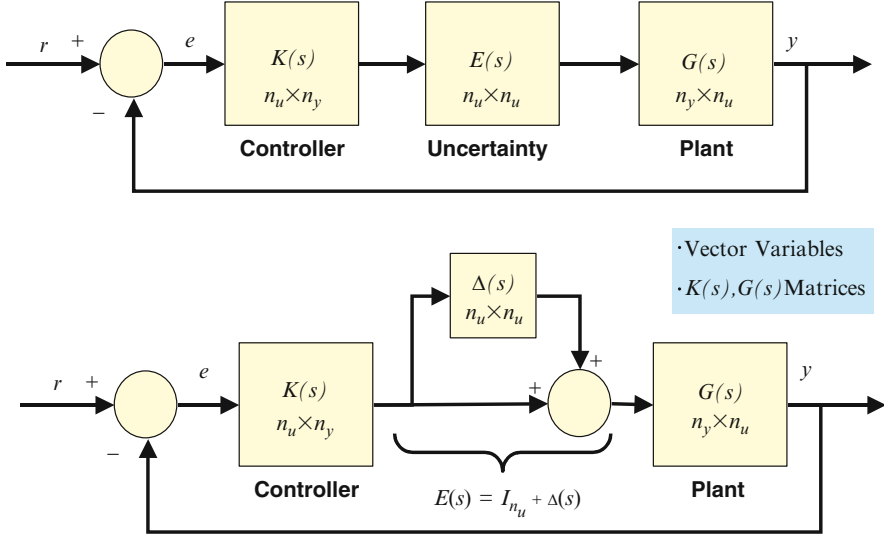 r + e K(s) E(s) G(s) y
n_u×n_y n_u×n_u n_y×n_u
−
Controller Uncertainty Plant
·Vector Variables
·K(s),G(s)Matrices
Δ(s)
n_u×n_u
+
r + e K(s) + G(s) y
n_u×n_y n_y×n_u
−
Controller Plant
E(s) = I_{n_u} + Δ(s)